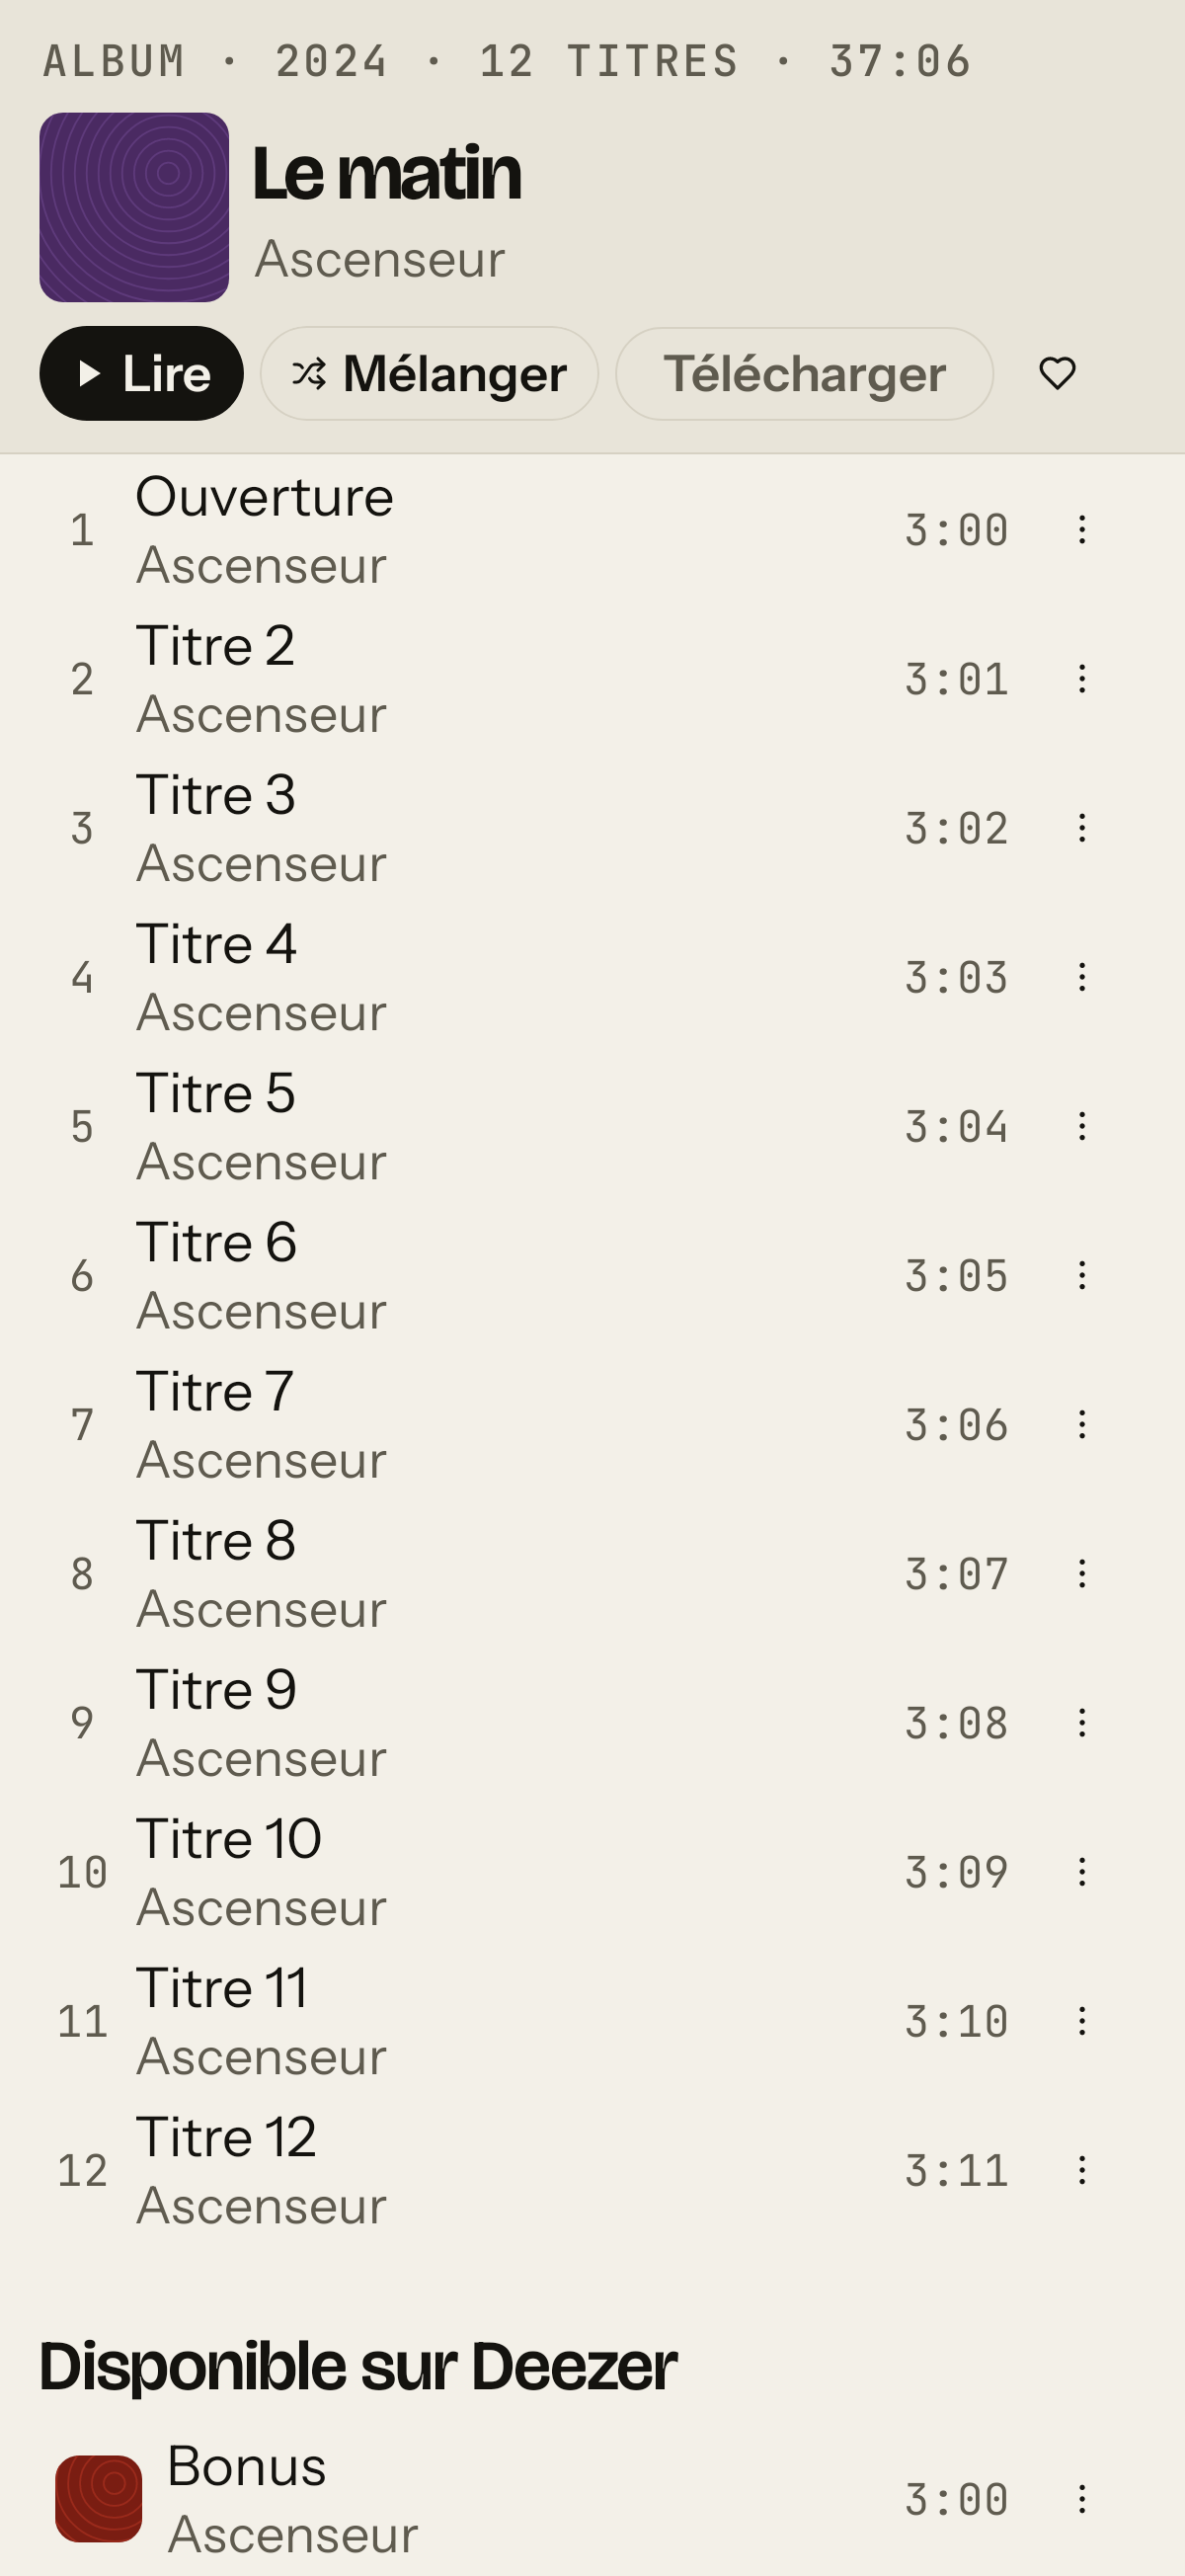 ALBUM · 2024 · 12 TITRES · 37:06
Le matin
Ascenseur
Lire Mélanger Télécharger
Ouverture
1 3:00
Ascenseur
Titre 2
2 3:01
Ascenseur
Titre 3
3 3:02
Ascenseur
Titre 4
4 3:03
Ascenseur
Titre 5
5 3:04
Ascenseur
Titre 6
6 3:05
Ascenseur
Titre 7
7 3:06
Ascenseur
Titre 8
8 3:07
Ascenseur
Titre 9
9 3:08
Ascenseur
Titre 10
10 3:09
Ascenseur
Titre 11
11 3:10
Ascenseur
Titre 12
12 3:11
Ascenseur
Disponible sur Deezer
Bonus
3:00
Ascenseur